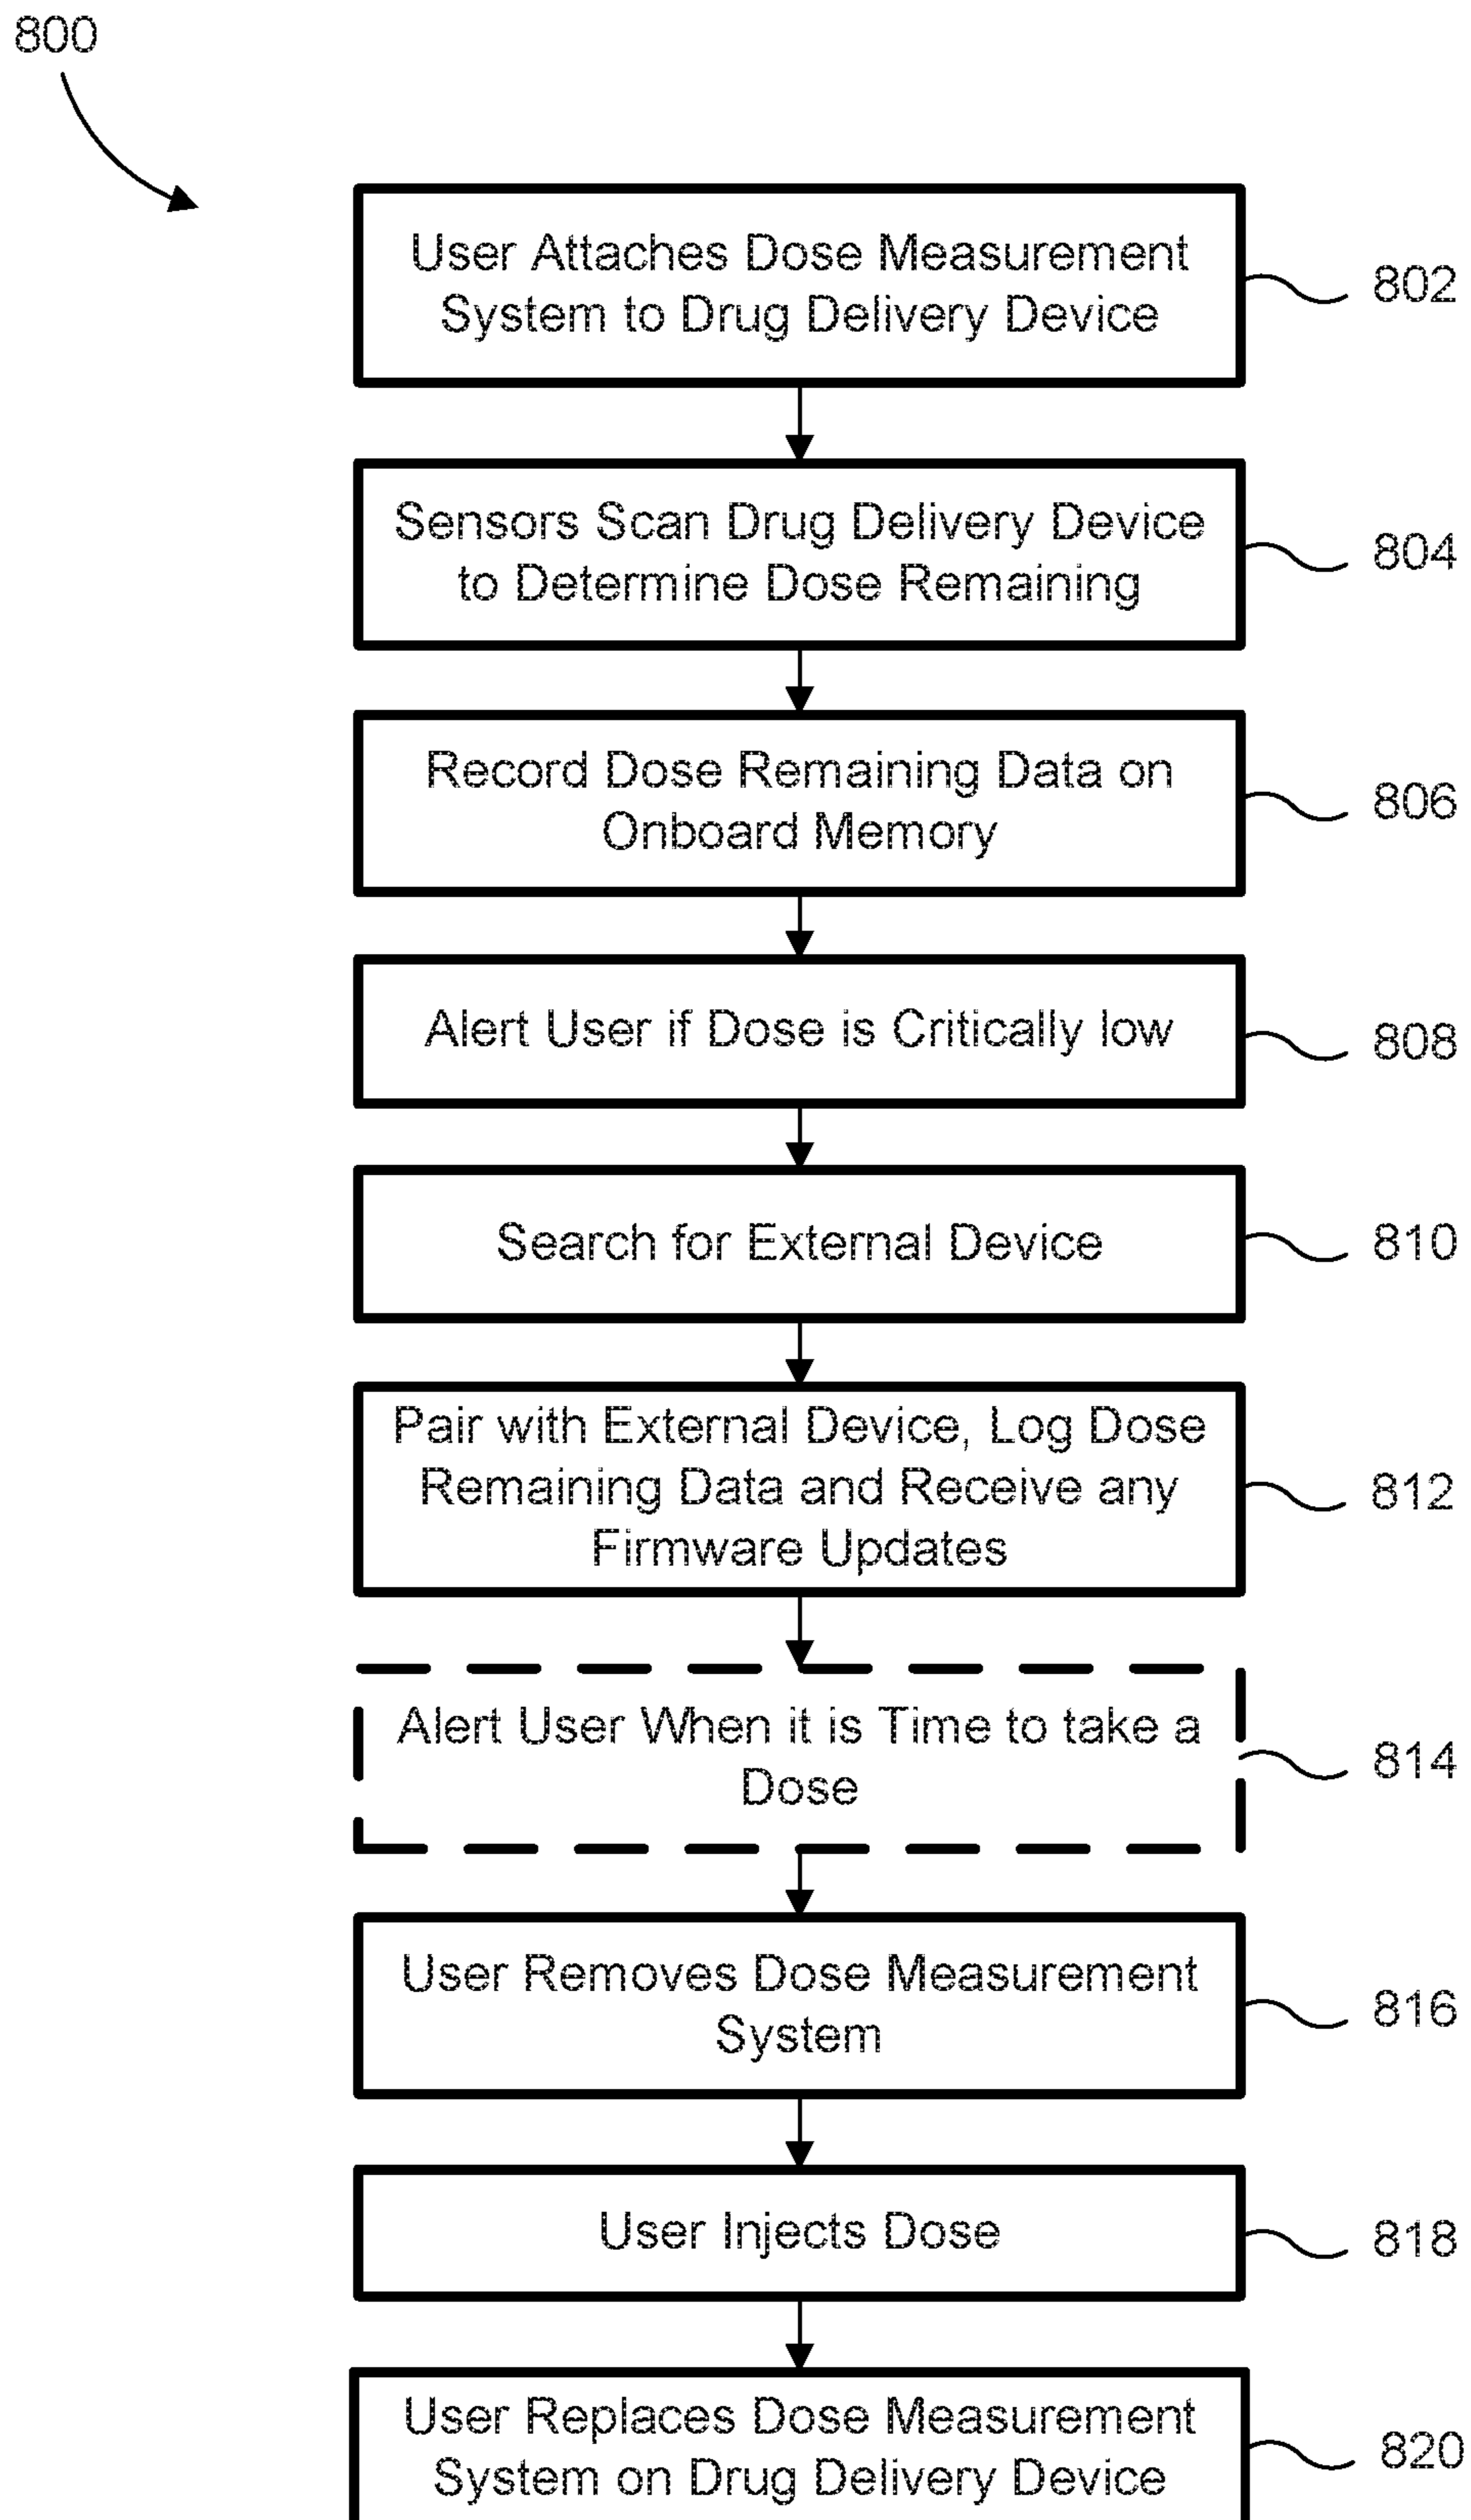 800
User Attaches Dose Measurement
System to Drug Delivery Device
802
Sensors Scan Drug Delivery Device
to Determine Dose Remaining
804
Record Dose Remaining Data on
Onboard Memory
806
Alert User if Dose is Critically low
808
Search for External Device
810
Pair with External Device, Log Dose
Remaining Data and Receive any
Firmware Updates
812
Alert User When it is Time to take a
Dose
814
User Removes Dose Measurement
System
816
User Injects Dose
818
User Replaces Dose Measurement
System on Drug Delivery Device
820